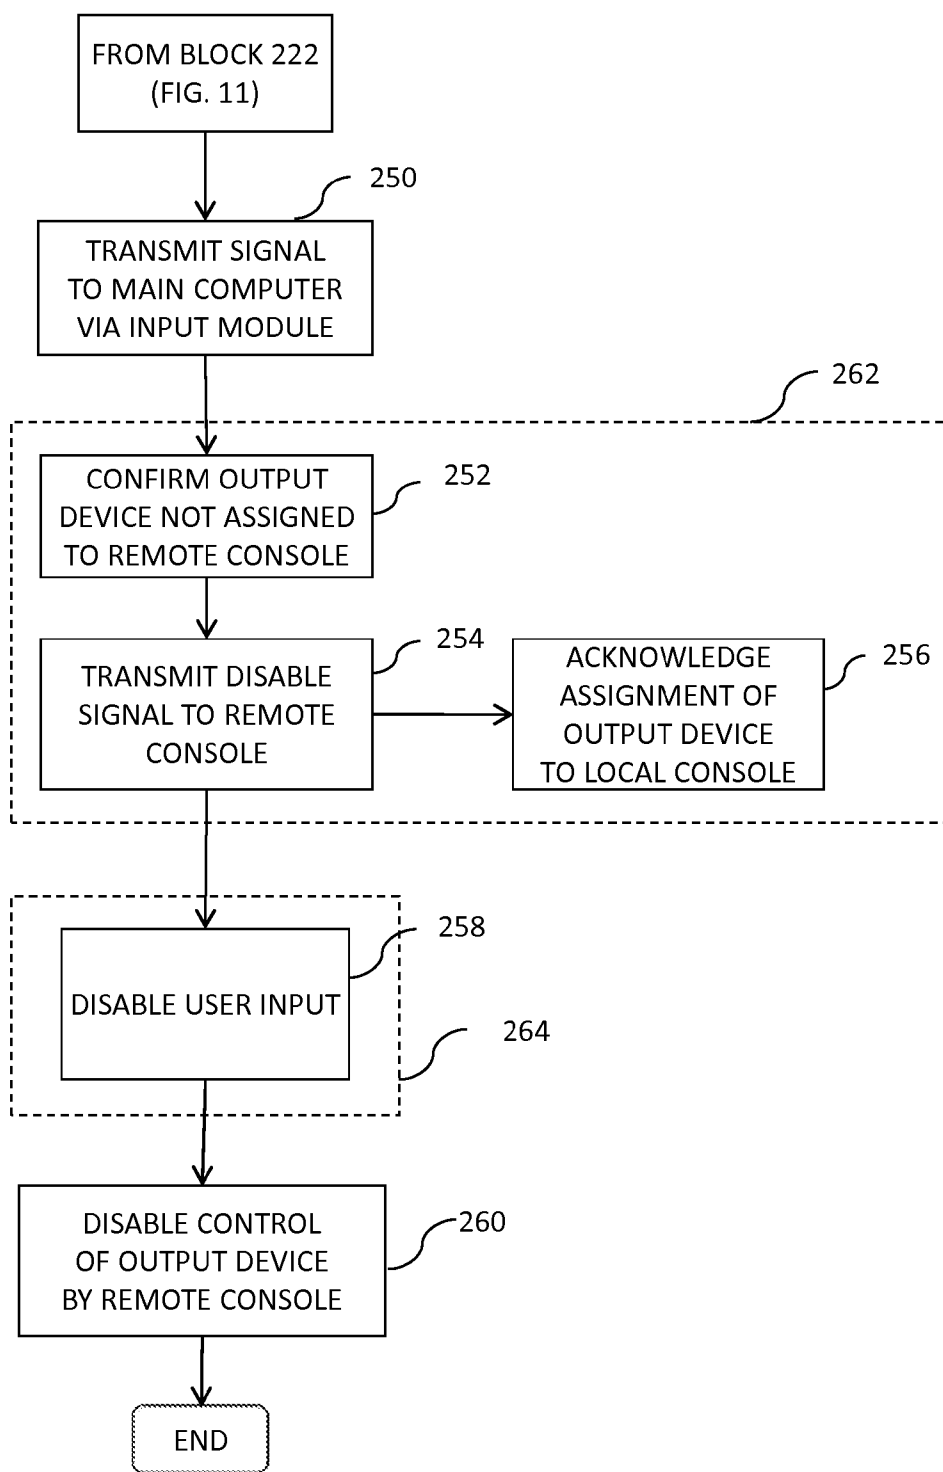 FROM BLOCK 222
(FIG. 11)
250
TRANSMIT SIGNAL
TO MAIN COMPUTER
VIA INPUT MODULE
262
CONFIRM OUTPUT
DEVICE NOT ASSIGNED
TO REMOTE CONSOLE
252
TRANSMIT DISABLE
SIGNAL TO REMOTE
CONSOLE
254
ACKNOWLEDGE
ASSIGNMENT OF
OUTPUT DEVICE
TO LOCAL CONSOLE
256
DISABLE USER INPUT
258
264
DISABLE CONTROL
OF OUTPUT DEVICE
BY REMOTE CONSOLE
260
END